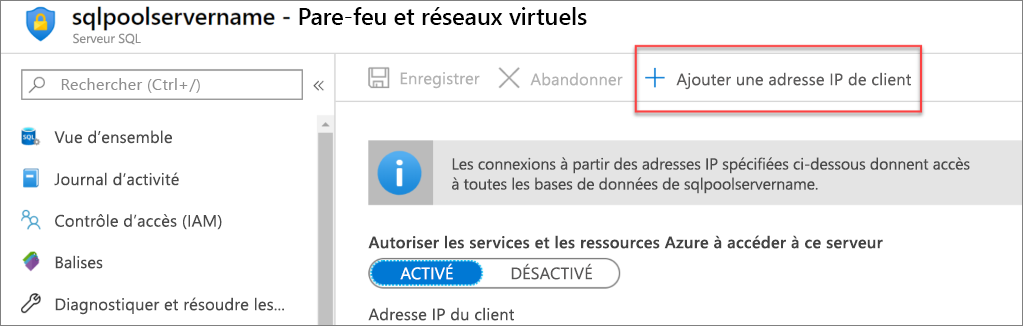 sqlpoolservername - Pare-feu et réseaux virtuels
Serveur SQL
Rechercher (Ctrl+/)
«
Enregistrer
Abandonner
Ajouter une adresse IP de client
Vue d'ensemble
Journal d'activité
Contrôle d'accès (IAM)
Balises
Diagnostiquer et résoudre les...
Les connexions à partir des adresses IP spécifiées ci-dessous donnent accès
à toutes les bases de données de sqlpoolservername.
Autoriser les services et les ressources Azure à accéder à ce serveur
ACTIVÉ
DÉSACTIVÉ
Adresse IP du client